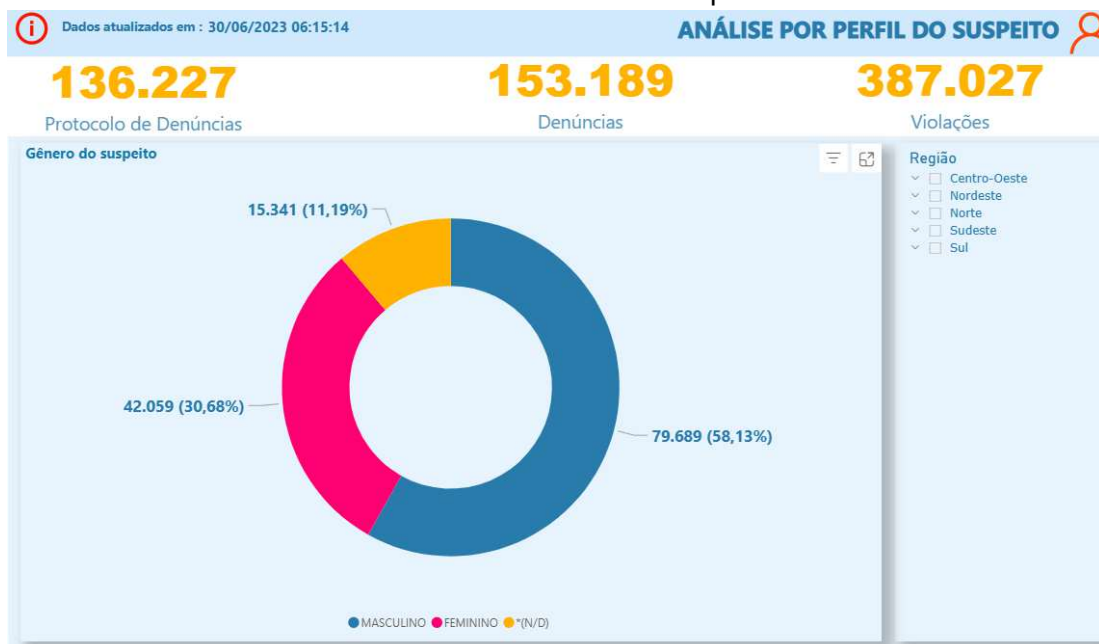 Dados atualizados em : 30/06/2023 06:15:14
ANÁLISE POR PERFIL DO SUSPEITO
136.227
153.189
387.027
Protocolo de Denúncias
Denúncias
Violações
Gênero do suspeito
Região
Centro-Oeste
Nordeste
Norte
Sudeste
Sul
15.341 (11,19%)
42.059 (30,68%)
79.689 (58,13%)
MASCULINO FEMININO *(N/D)